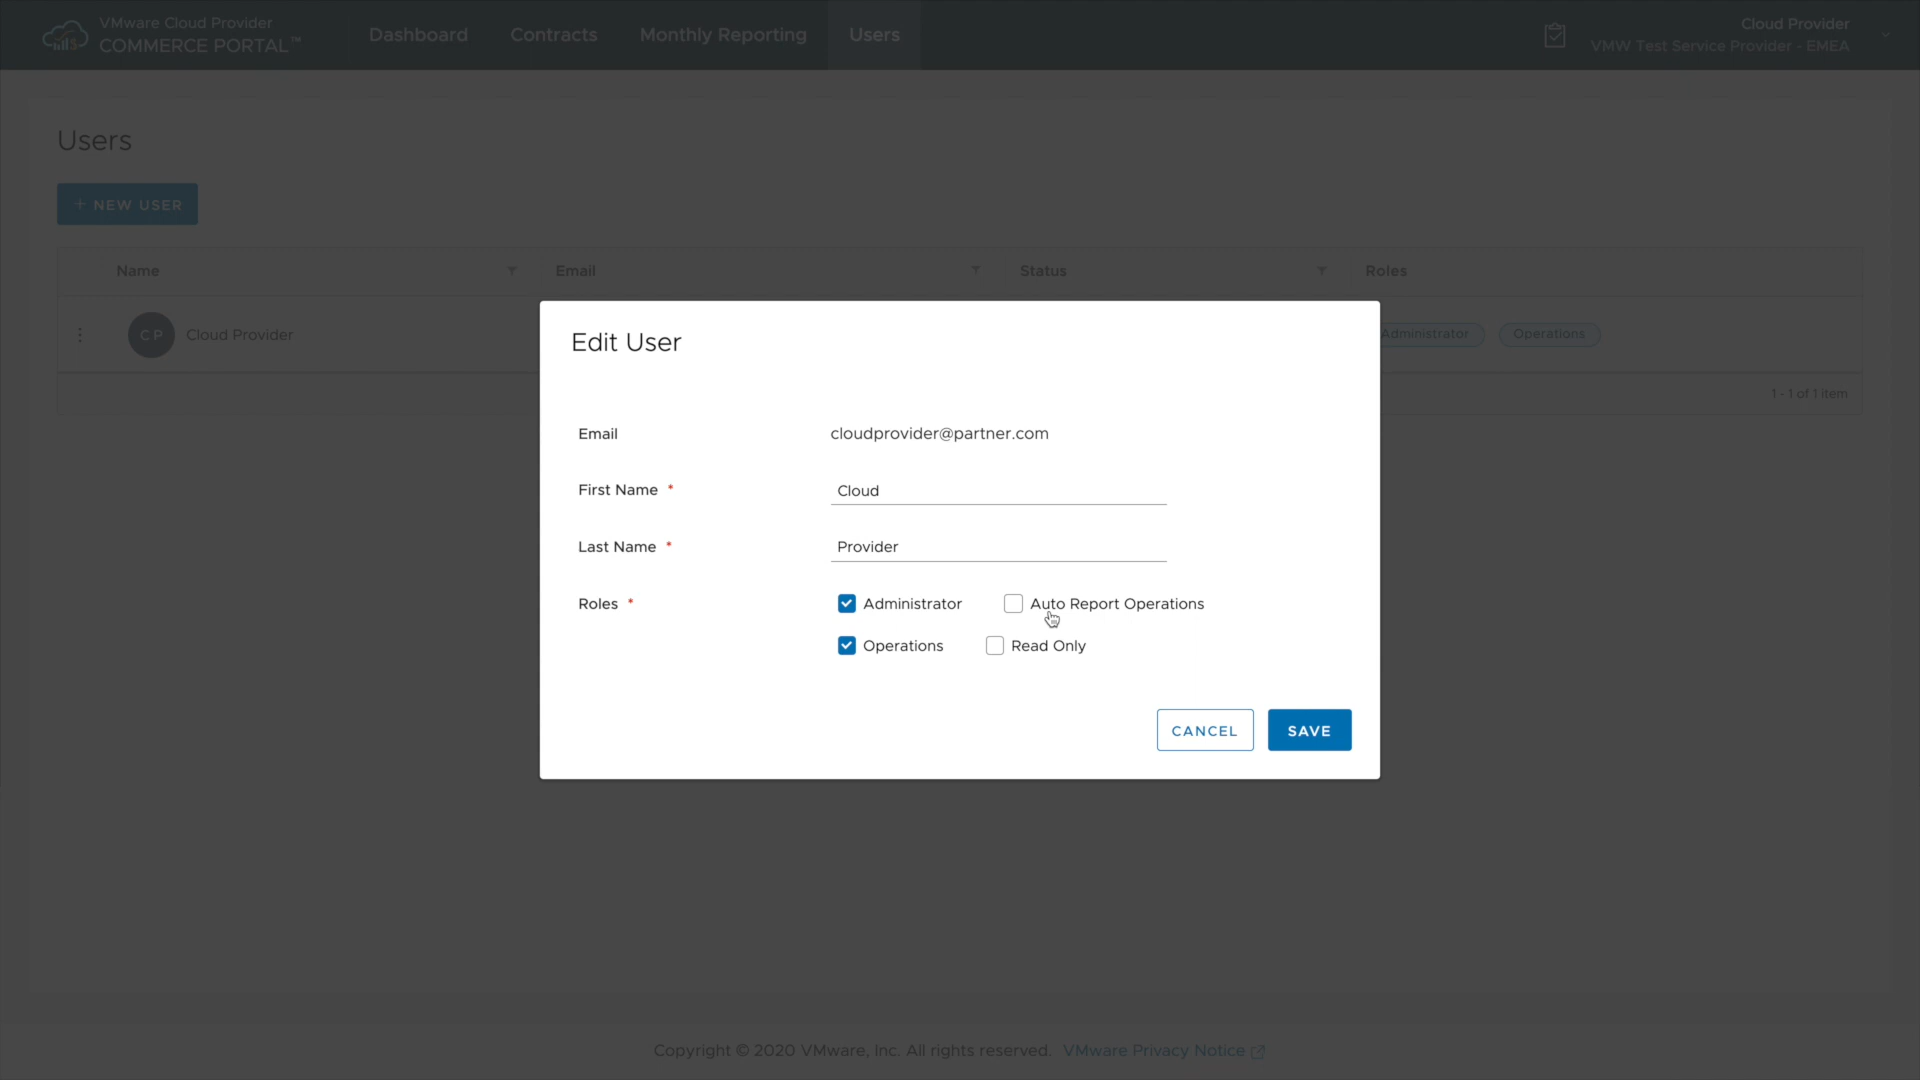 VMware Cloud Provider
COMMERCE PORTAL™
Dashboard
Contracts
Monthly Reporting
Users
Cloud Provider
VMW Test Service Provider - EMEA
Users
+ NEW USER
Name
Email
Status
Roles
CP
Cloud Provider
Administrator
Operations
1 - 1 of 1 item
Edit User
Email
cloudprovider@partner.com
First Name *
Cloud
Last Name *
Provider
Roles *
Administrator
Auto Report Operations
Operations
Read Only
CANCEL
SAVE
Copyright © 2020 VMware, Inc. All rights reserved. VMware Privacy Notice